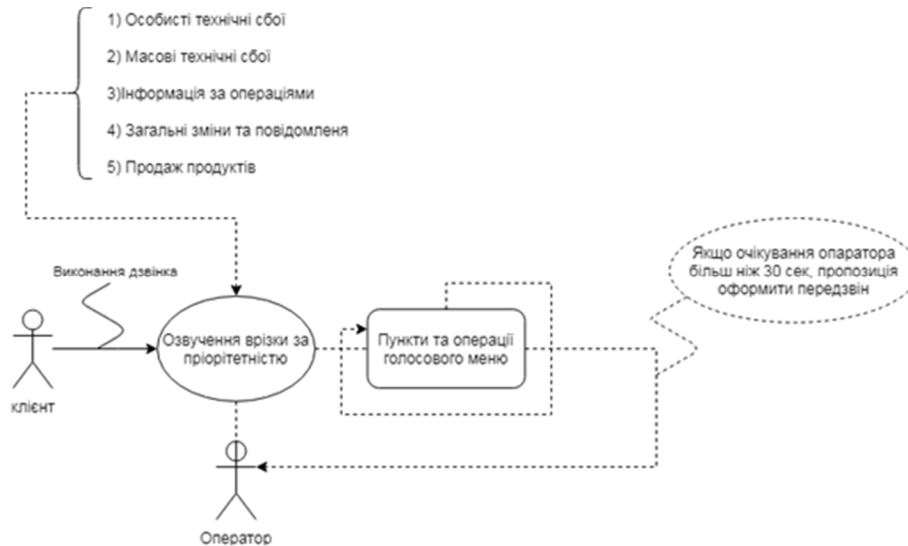 1) Особисті технічні сбої
2) Масові технічні сбої
3)Інформація за операціями
4) Загальні зміни та повідомленя
5) Продаж продуктів
Якщо очікування опаратора
більш ніж 30 сек, пропозиція
оформити передзвін
Виконання дзвінка
Озвучення врізки за
пріорітетністю
Пункти та операції
голосового меню
клієнт
Оператор